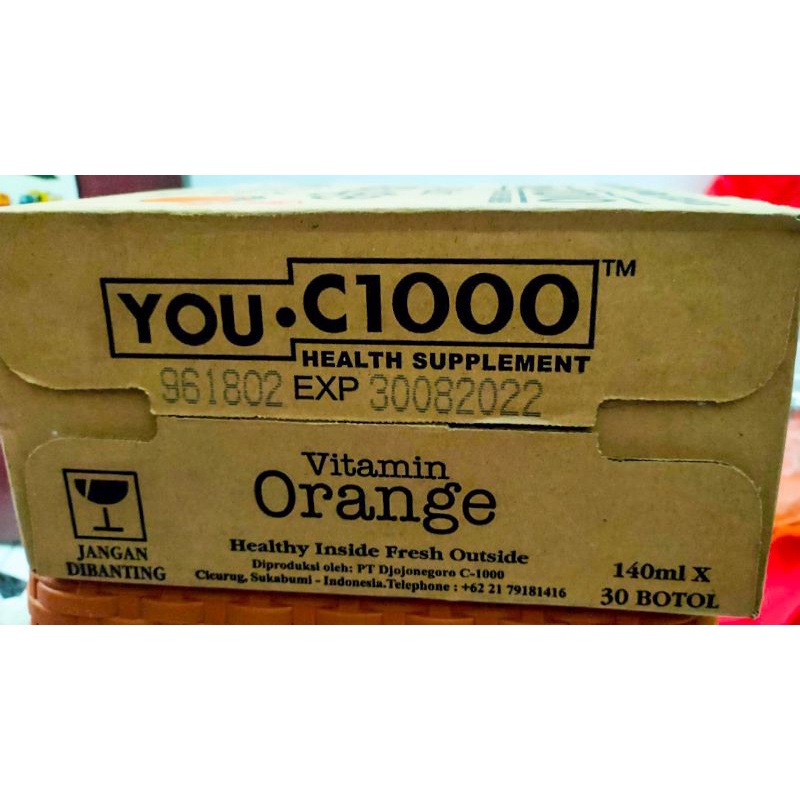 YOU•C1000™
HEALTH SUPPLEMENT
961802 EXP 30082022
Vitamin
Orange
Healthy Inside Fresh Outside
Diproduksi oleh: PT Djojonegoro C-1000
Cicurug, Sukabumi - Indonesia.Telephone : +62 21 79181416
JANGAN
DIBANTING
140ml X
30 BOTOL